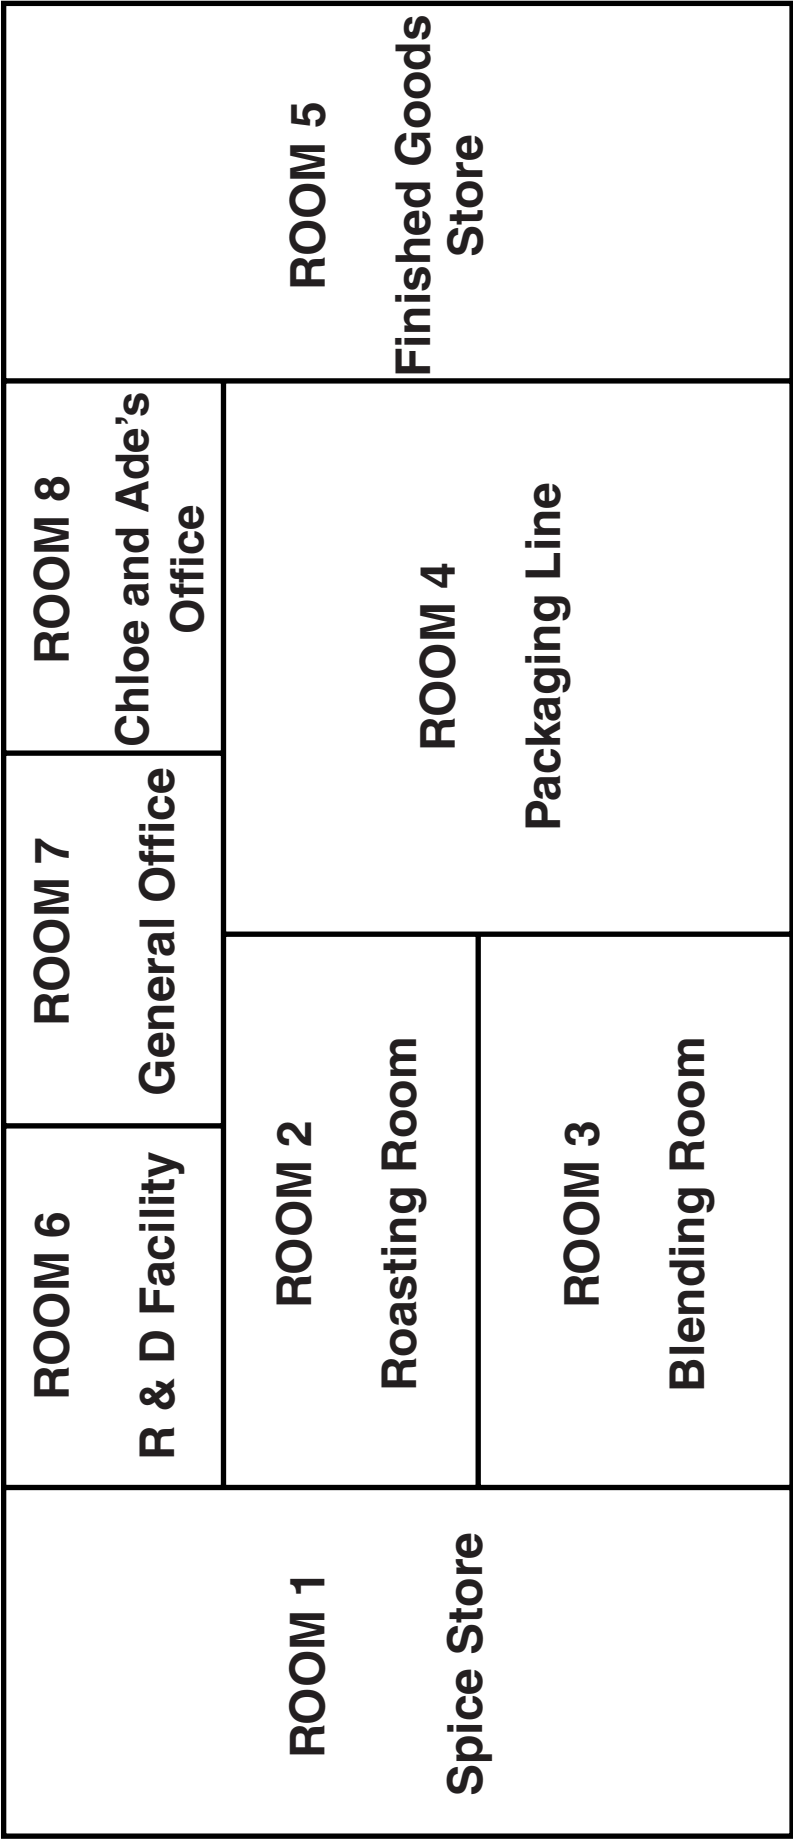 ROOM 1
Spice Store
ROOM 6
R & D Facility
ROOM 7
General Office
ROOM 8
Chloe and Ade’s
Office
ROOM 2
Roasting Room
ROOM 3
Blending Room
ROOM 4
Packaging Line
ROOM 5
Finished Goods
Store